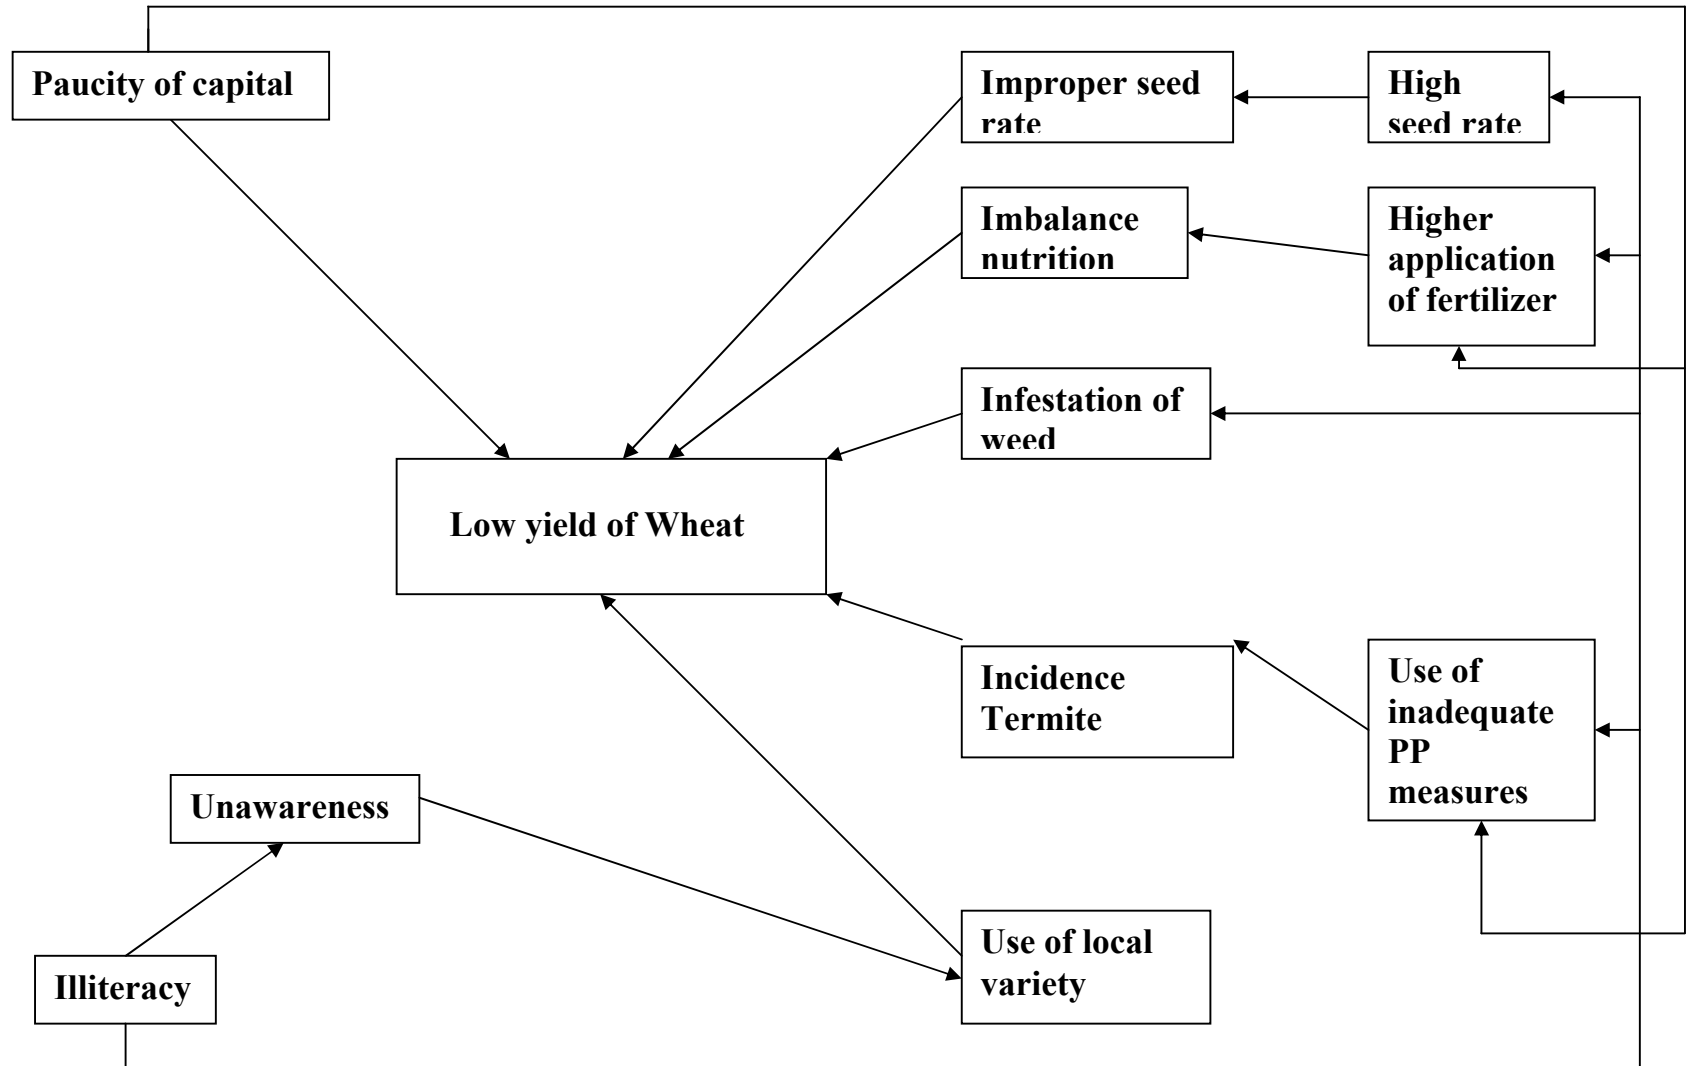 Paucity of capital
Improper seed
rate
High
seed rate
Imbalance
nutrition
Higher
application
of fertilizer
Infestation of
weed
Low yield of Wheat
Incidence
Termite
Use of
inadequate
PP
measures
Unawareness
Use of local
variety
Illiteracy